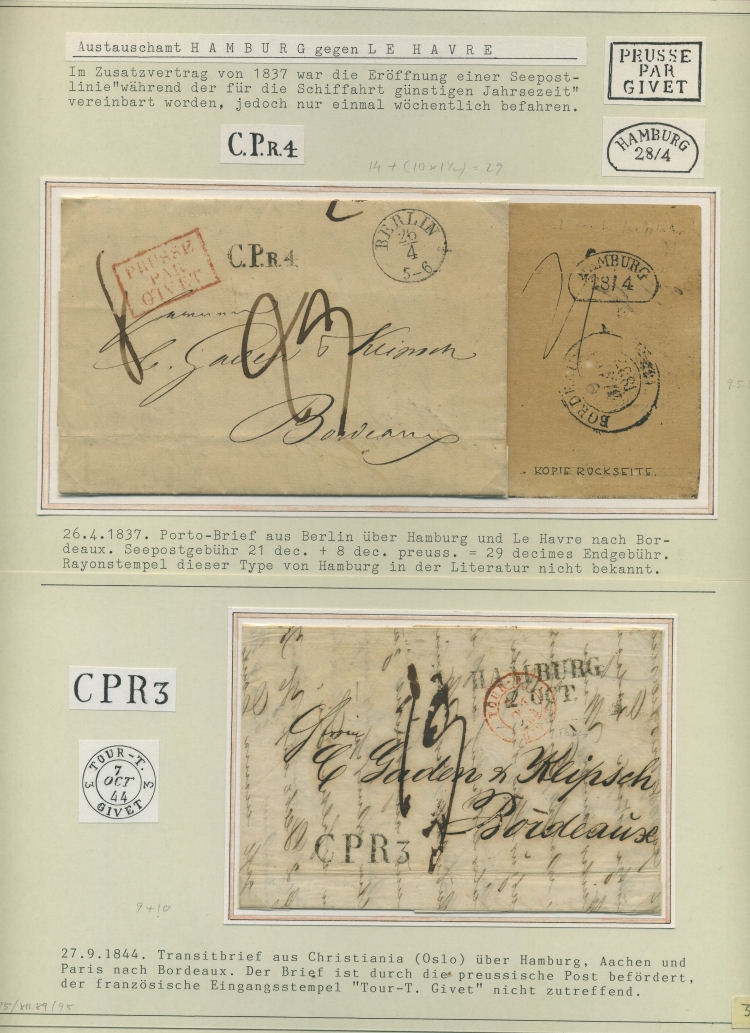 Austauschamt HAMBURG gegen LE HAVRE
Im Zusatzvertrag von 1837 war die Eröffnung einer Seepost-
linie"während der für die Schiffahrt günstigen Jahrsezeit"
vereinbart worden, jedoch nur einmal wöchentlich befahren.
PRUSSE
PAR
GIVET
C.P.R.4
HAMBURG
28/4
14 + (10 x 1½) = 29
PRUSSE
PAR
GIVET
C.P.R.4
BERLIN
26
4
5-6
Bordeaux
HAMBURG
28/4
BORDEAUX
KOPIE RÜCKSEITE.
26.4.1837. Porto-Brief aus Berlin über Hamburg und Le Havre nach Bor-
deaux. Seepostgebühr 21 dec. + 8 dec. preuss. = 29 decimes Endgebühr.
Rayonstempel dieser Type von Hamburg in der Literatur nicht bekannt.
CPR3
TOUR-T.
7
OCT
44
3 3
GIVET
HAMBURG
2 OCT.
C Gaden & Klipsch
Bordeaux
CPR3
9+10
27.9.1844. Transitbrief aus Christiania (Oslo) über Hamburg, Aachen und
Paris nach Bordeaux. Der Brief ist durch die preussische Post befördert,
der französische Eingangsstempel "Tour-T. Givet" nicht zutreffend.
3